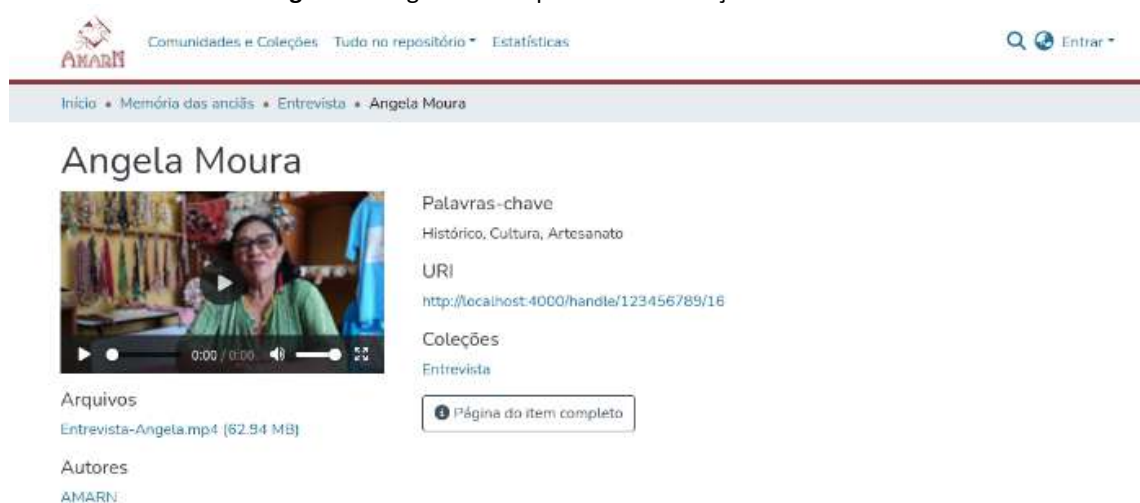 AMARN
Comunidades e Coleções Tudo no repositório Estatísticas Entrar
Início • Memória das anciãs • Entrevista • Angela Moura
Angela Moura
0:00 / 0:00
Arquivos
Entrevista-Angela.mp4 (62.94 MB)
Autores
AMARN
Palavras-chave
Histórico, Cultura, Artesanato
URI
http://localhost:4000/handle/123456789/16
Coleções
Entrevista
Página do item completo